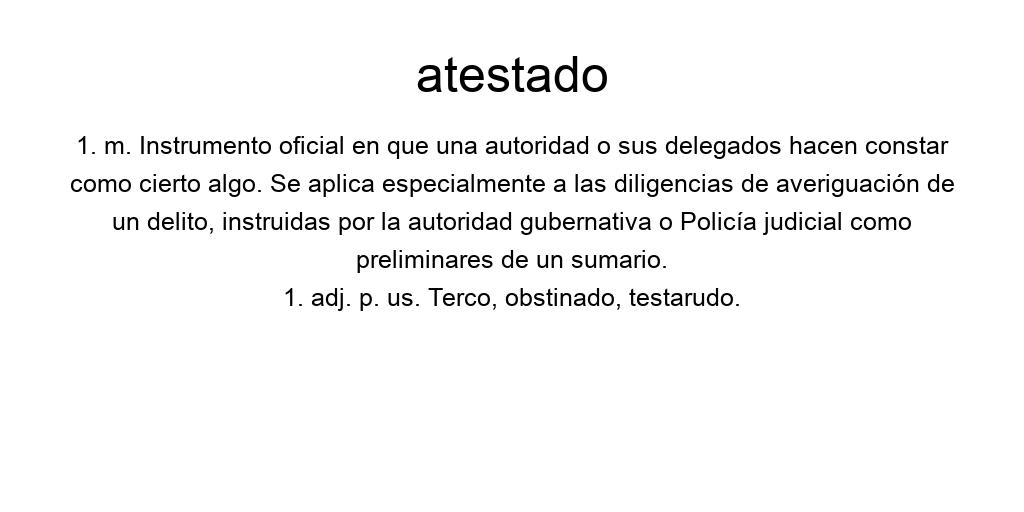 atestado
1. m. Instrumento oficial en que una autoridad o sus delegados hacen constar
como cierto algo. Se aplica especialmente a las diligencias de averiguación de
un delito, instruidas por la autoridad gubernativa o Policía judicial como
preliminares de un sumario.
1. adj. p. us. Terco, obstinado, testarudo.